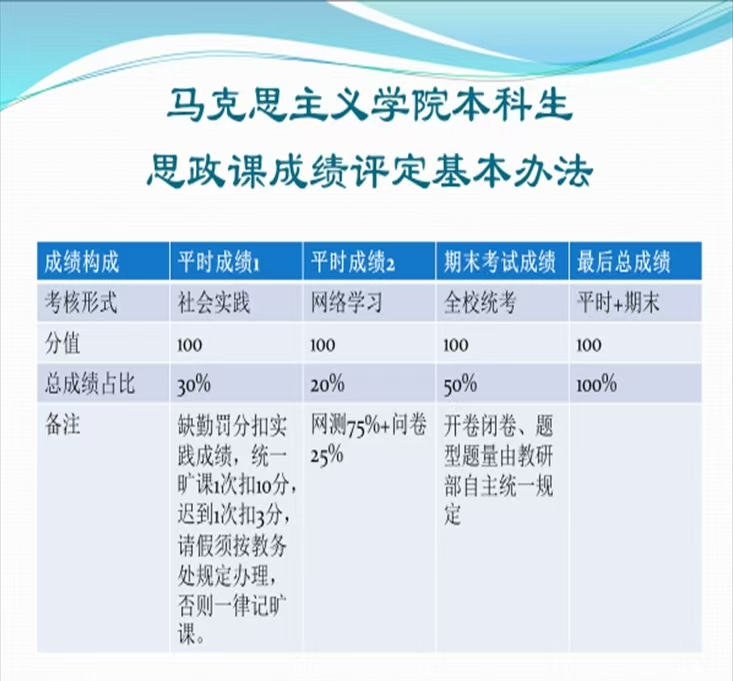 马克思主义学院本科生
思政课成绩评定基本办法
成绩构成 平时成绩1 平时成绩2 期末考试成绩 最后总成绩
考核形式 社会实践 网络学习 全校统考 平时+期末
分值 100 100 100 100
总成绩占比 30% 20% 50% 100%
备注
缺勤罚分扣实
践成绩，统一
旷课1次扣10分，
迟到1次扣3分，
请假须按教务
处规定办理，
否则一律记旷
课。
网测75%+问卷
25%
开卷闭卷、题
型题量由教研
部自主统一规
定